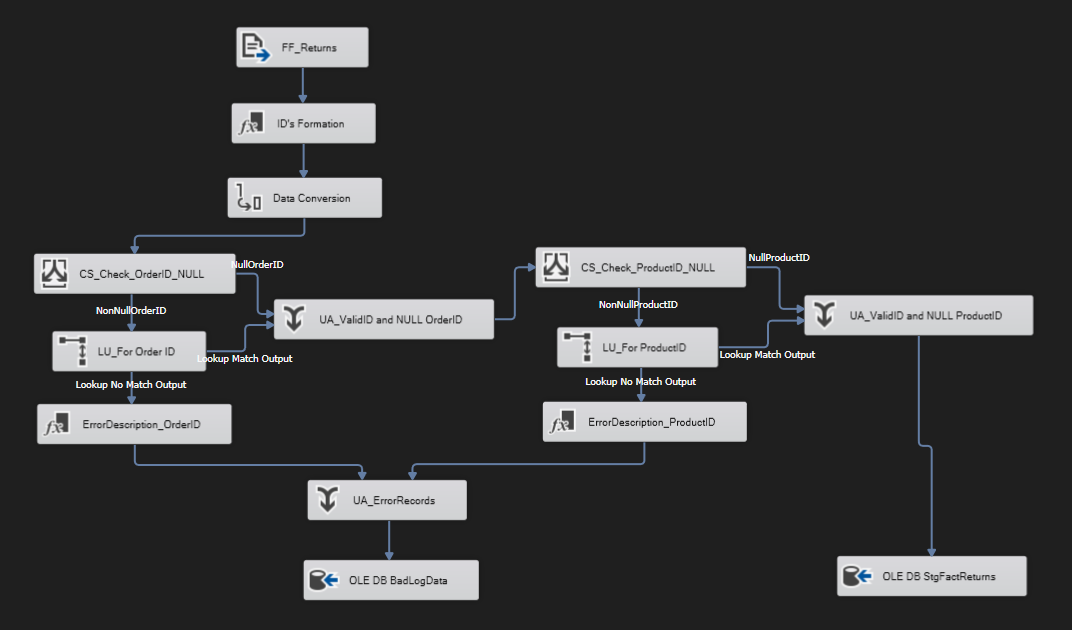 FF_Returns
ID's Formation
Data Conversion
CS_Check_OrderID_NULL
NullOrderID
CS_Check_ProductID_NULL
NullProductID
NonNullOrderID
UA_ValidID and NULL OrderID
NonNullProductID
UA_ValidID and NULL ProductID
LU_For Order ID
Lookup Match Output
LU_For ProductID
Lookup Match Output
Lookup No Match Output
Lookup No Match Output
ErrorDescription_OrderID
ErrorDescription_ProductID
UA_ErrorRecords
OLE DB BadLogData
OLE DB StgFactReturns